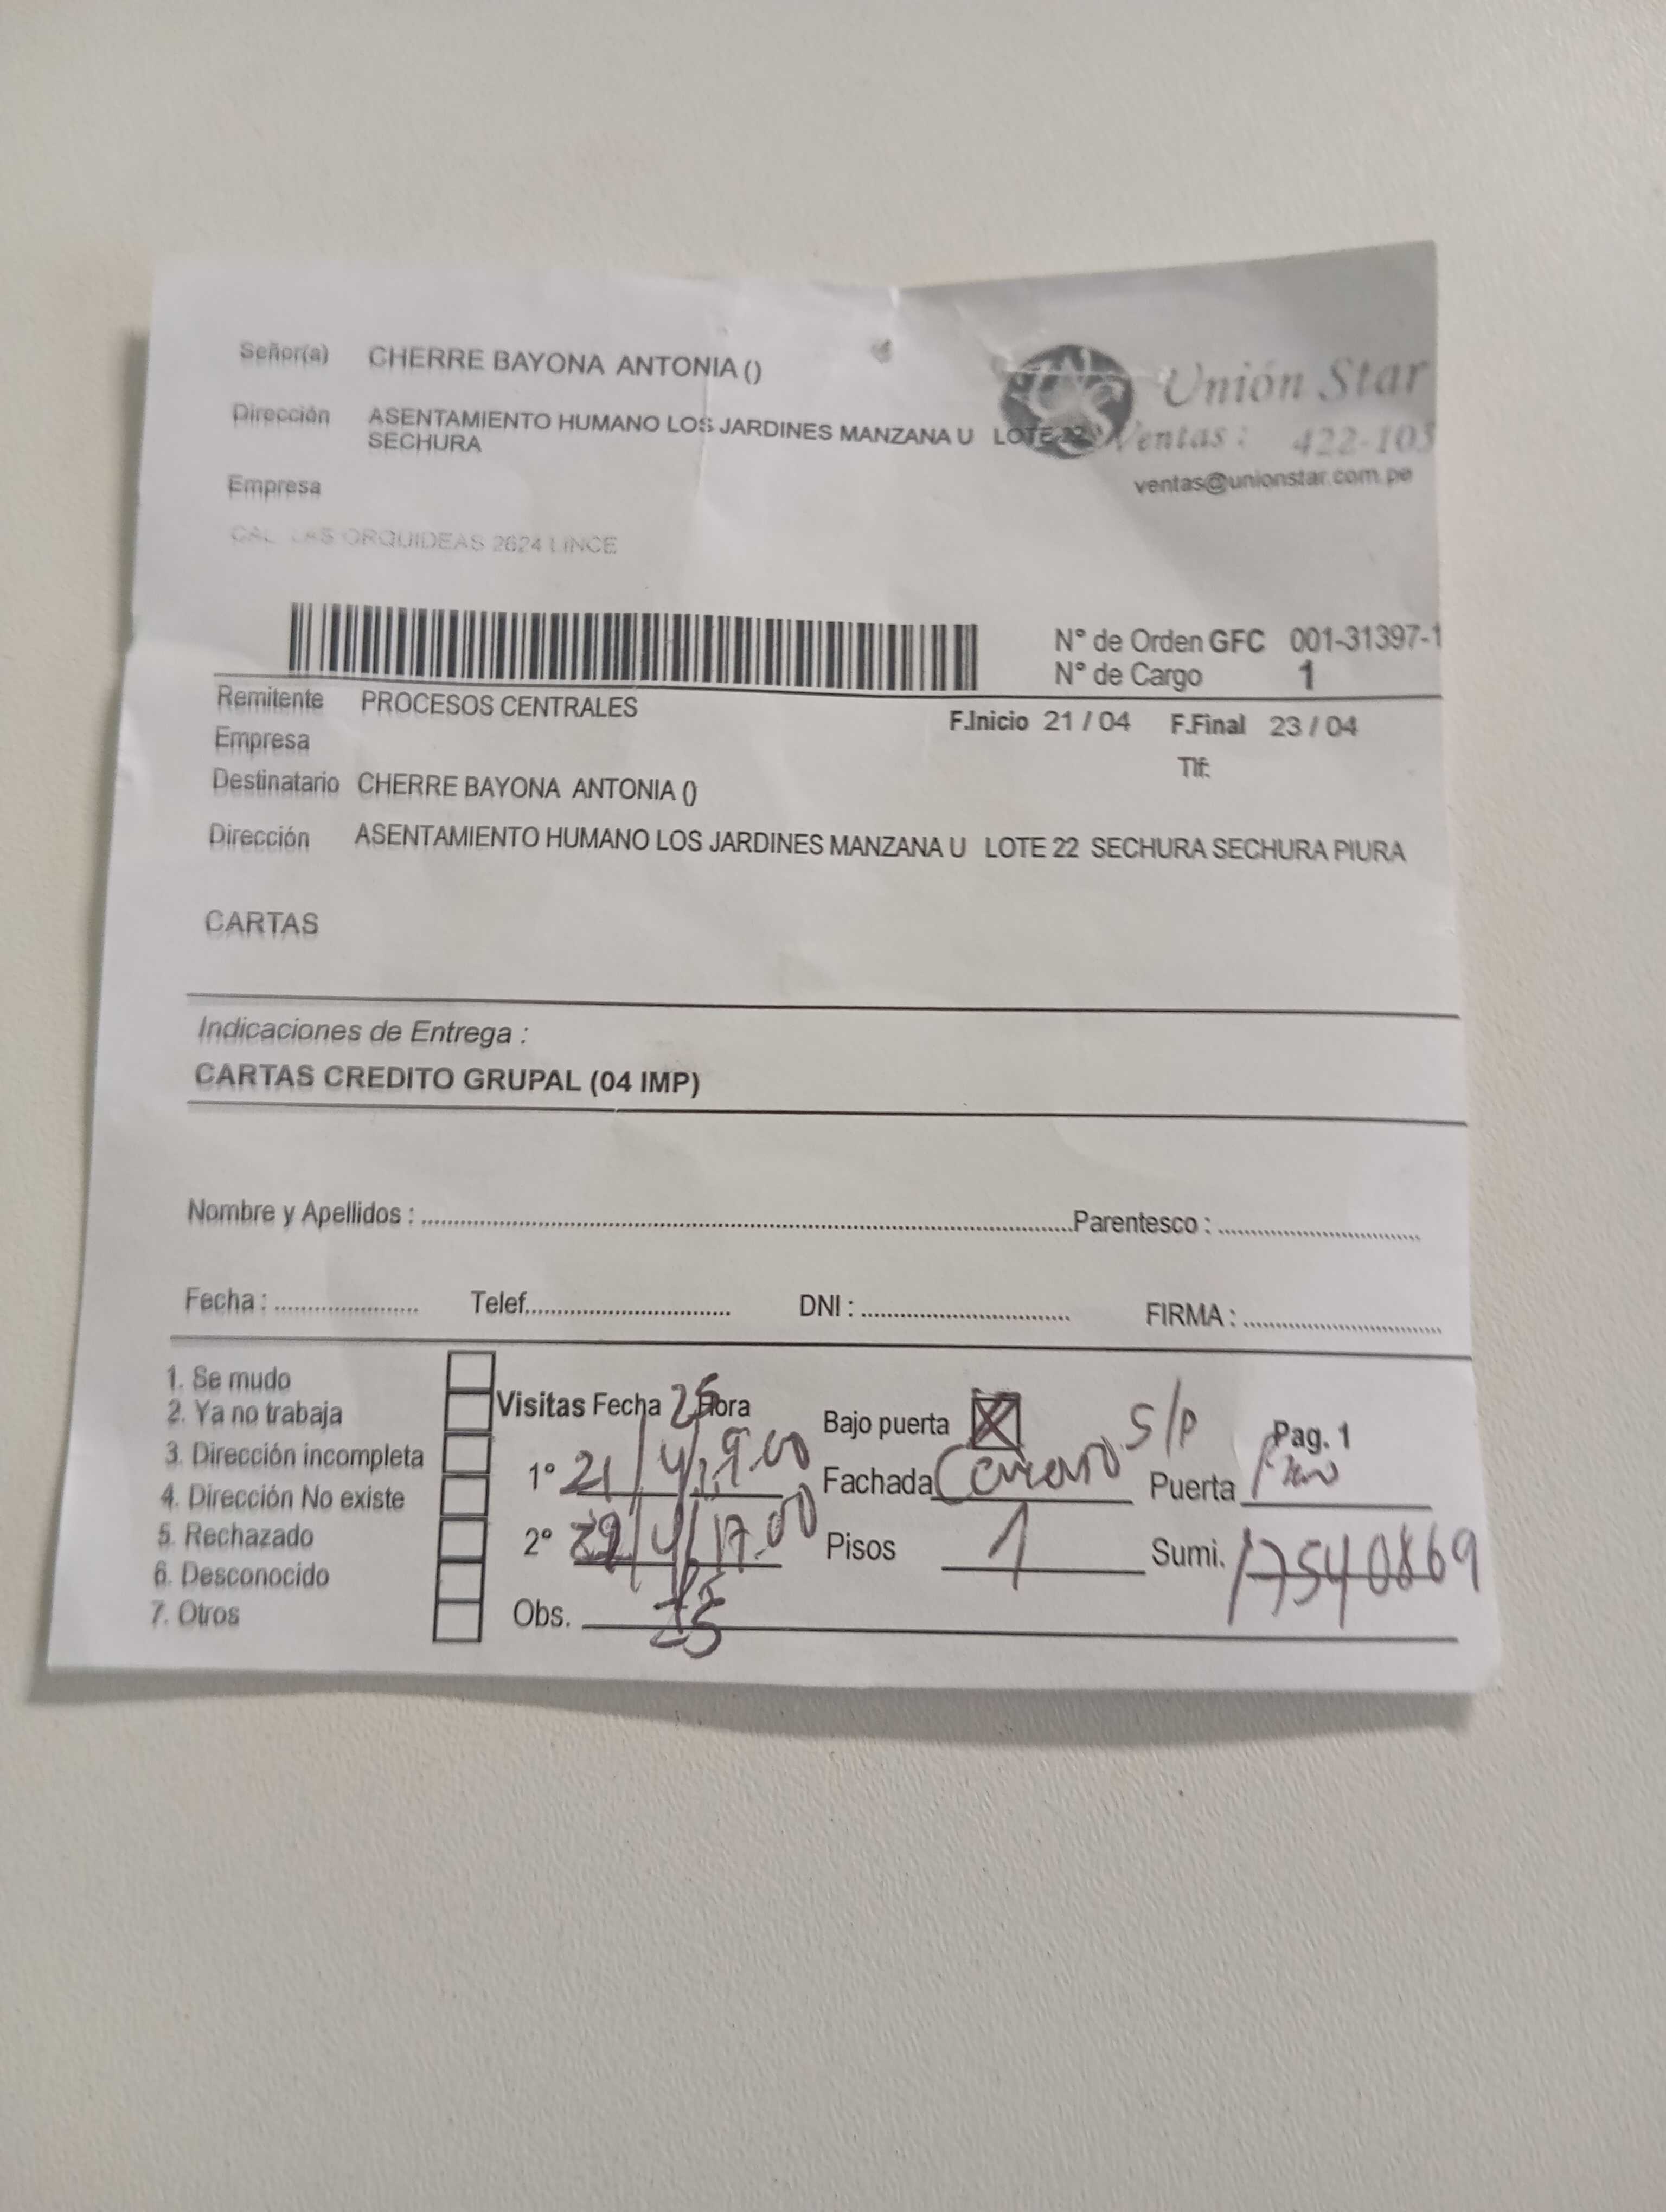 Señor(a) CHERRE BAYONA ANTONIA ()
Dirección ASENTAMIENTO HUMANO LOS JARDINES MANZANA U LOTE 22
SECHURA
Unión Star
Ventas : 422-103
ventas@unionstar.com.pe
Empresa
CAL LAS ORQUIDEAS 2624 LINCE
N° de Orden GFC 001-31397-1
N° de Cargo 1
Remitente PROCESOS CENTRALES
F.Inicio 21 / 04 F.Final 23 / 04
Empresa
Tlf:
Destinatario CHERRE BAYONA ANTONIA ()
Dirección ASENTAMIENTO HUMANO LOS JARDINES MANZANA U LOTE 22 SECHURA SECHURA PIURA
CARTAS
Indicaciones de Entrega :
CARTAS CREDITO GRUPAL (04 IMP)
Nombre y Apellidos : Parentesco :
Fecha : Telef. DNI : FIRMA :
1. Se mudo
2. Ya no trabaja
3. Dirección incompleta
4. Dirección No existe
5. Rechazado
6. Desconocido
7. Otros
Visitas Fecha 25 Hora
1° 21/4/ 9.00
2° /4/ 17.00
Obs. 25
Bajo puerta X S/P Pag. 1
Fachada Puerta
Pisos 1 Sumi. 17540869